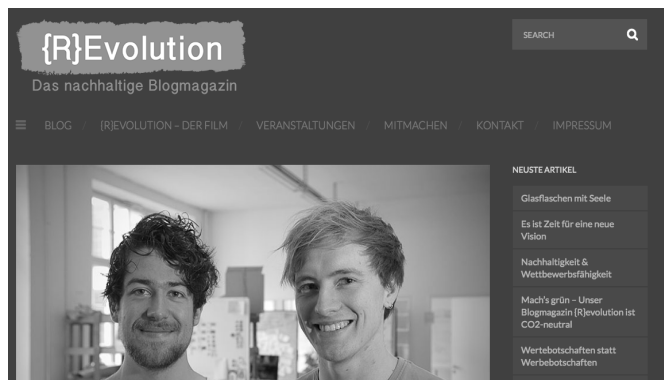 {R}Evolution
Das nachhaltige Blogmagazin
SEARCH
BLOG / {R}EVOLUTION – DER FILM / VERANSTALTUNGEN / MITMACHEN / KONTAKT / IMPRESSUM
NEUSTE ARTIKEL
Glasflaschen mit Seele
Es ist Zeit für eine neue
Vision
Nachhaltigkeit &
Wettbewerbsfähigkeit
Mach's grün – Unser
Blogmagazin {R}evolution ist
CO2-neutral
Wertebotschaften statt
Werbebotschaften